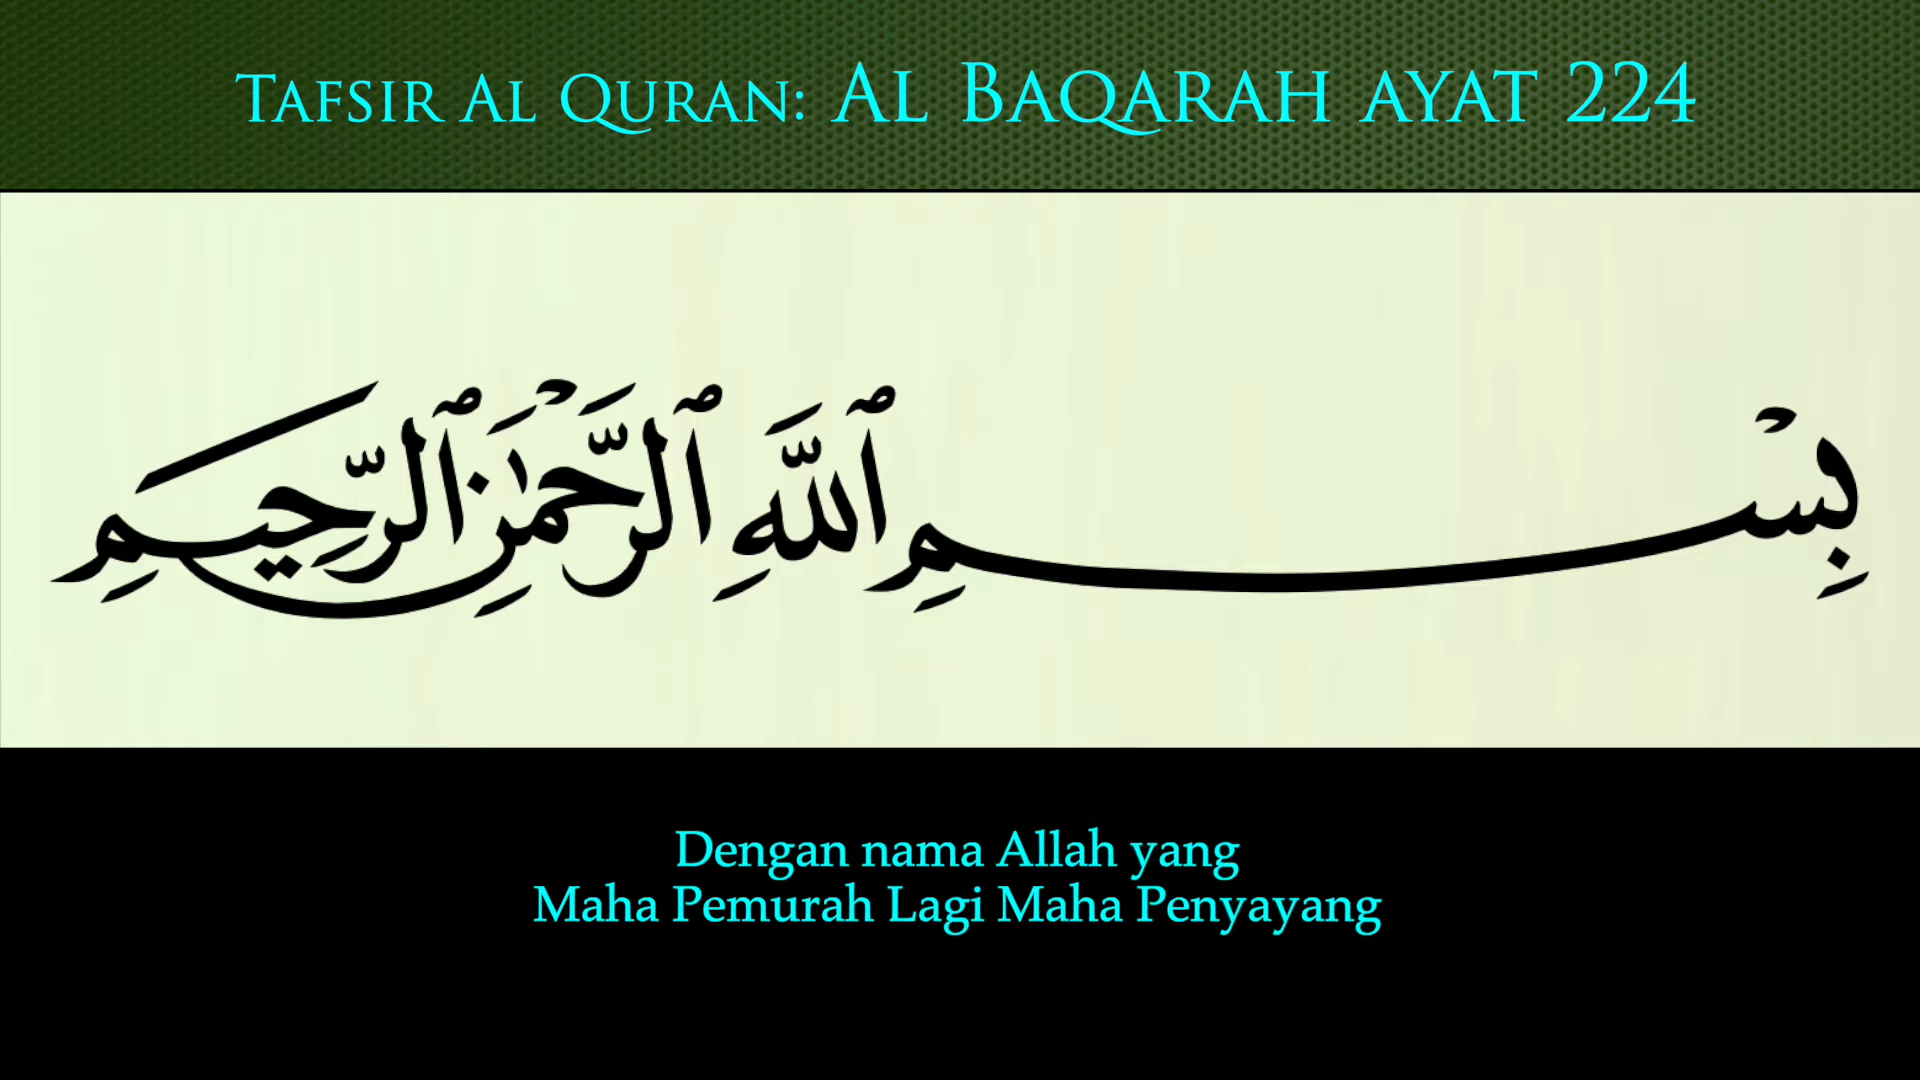 Tafsir Al Quran: Al Baqarah ayat 224
بِسْمِ ٱللَّهِ ٱلرَّحْمَٰنِ ٱلرَّحِيمِ
Dengan nama Allah yang
Maha Pemurah Lagi Maha Penyayang